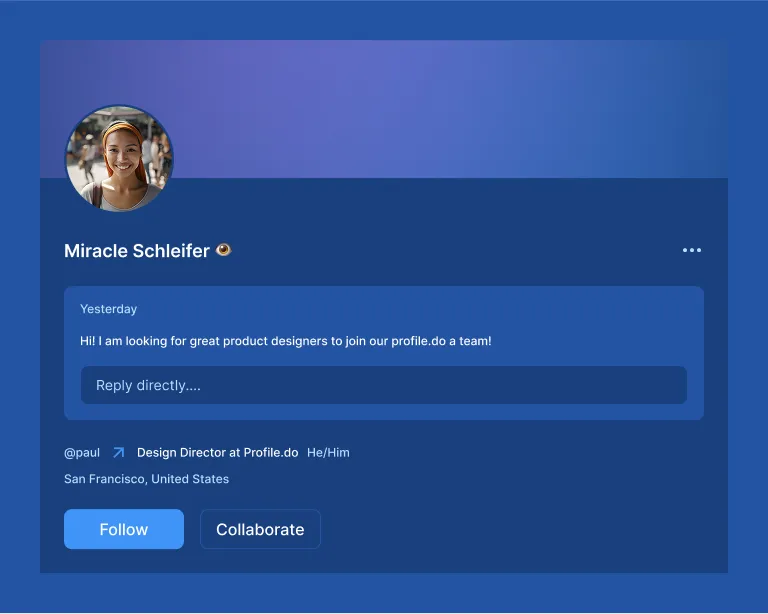 Miracle Schleifer 👁️
Yesterday
Hi! I am looking for great product designers to join our profile.do a team!
Reply directly....
@paul Design Director at Profile.do He/Him
San Francisco, United States
Follow Collaborate